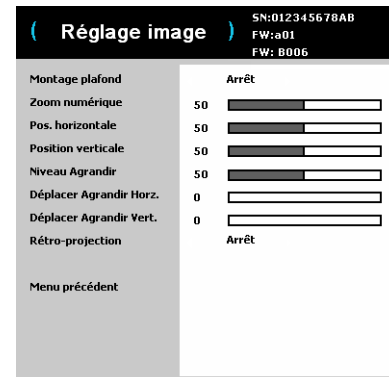 ( Réglage image )
SN:012345678AB
FW:a01
FW: B006
Montage plafond Arrêt
Zoom numérique 50
Pos. horizontale 50
Position verticale 50
Niveau Agrandir 50
Déplacer Agrandir Horz. 0
Déplacer Agrandir Vert. 0
Rétro-projection Arrêt
Menu précédent